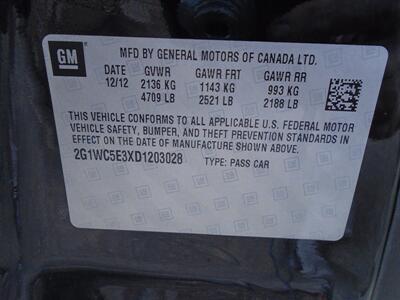 GM
MFD BY GENERAL MOTORS OF CANADA LTD.
DATE GVWR GAWR FRT GAWR RR
12/12 2136 KG 1143 KG 993 KG
4709 LB 2521 LB 2188 LB
THIS VEHICLE CONFORMS TO ALL APPLICABLE U.S. FEDERAL MOTOR
VEHICLE SAFETY, BUMPER, AND THEFT PREVENTION STANDARDS IN
EFFECT ON THE DATE OF MANUFACTURE SHOWN ABOVE.
2G1WC5E3XD1203028 TYPE: PASS CAR